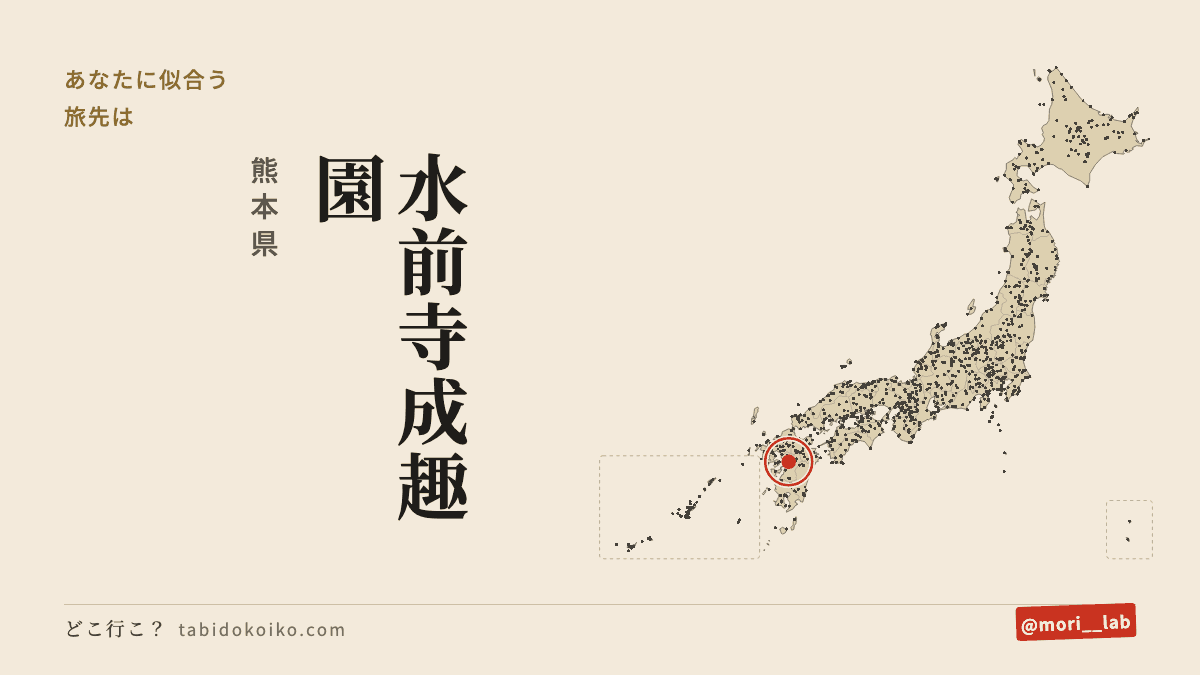 あなたに似合う
旅先は
水前寺成趣
園
熊本県
どこ行こ？ tabidokoiko.com
@mori__lab